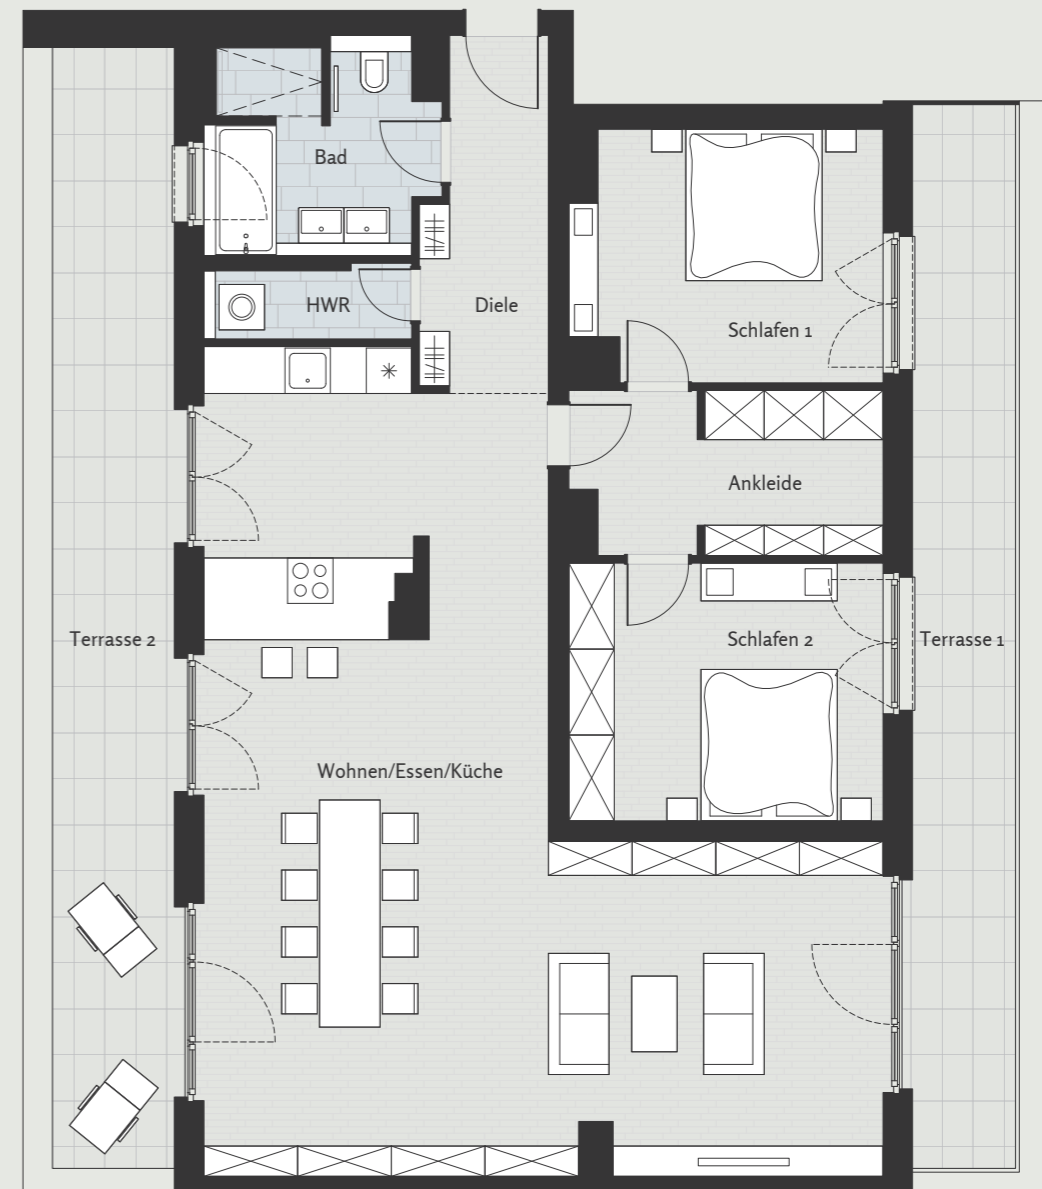 Bad
HWR
Diele
Schlafen 1
Ankleide
Terrasse 2
Schlafen 2
Terrasse 1
Wohnen/Essen/Küche